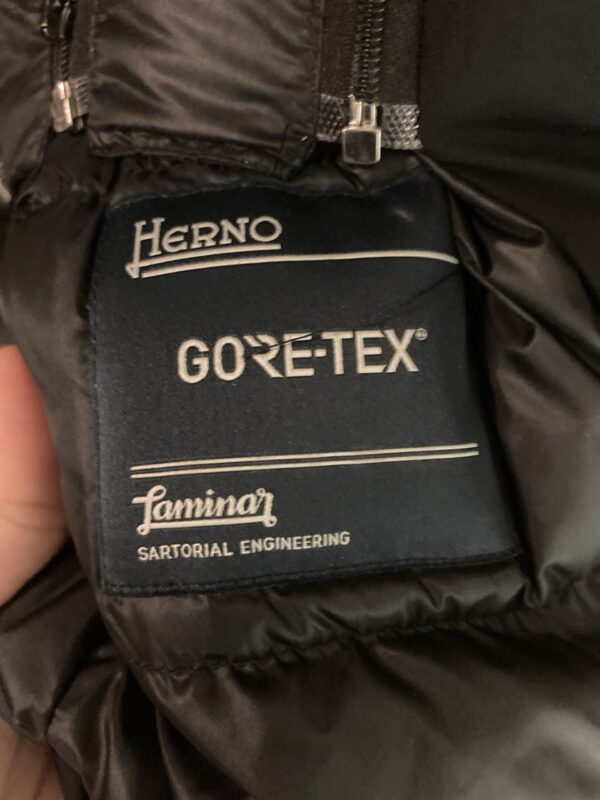 HERNO
GORE-TEX®
Laminar
SARTORIAL ENGINEERING